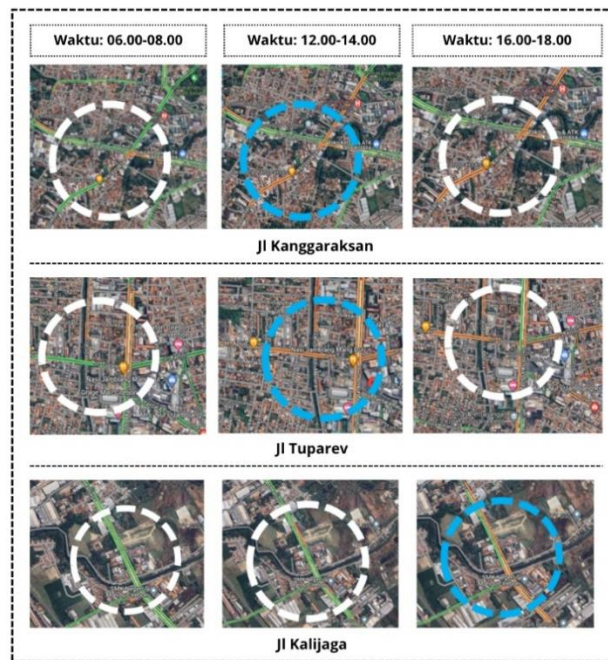 Waktu: 06.00-08.00
Waktu: 12.00-14.00
Waktu: 16.00-18.00
Jl Kanggaraksan
Jl Tuparev
Jl Kalijaga